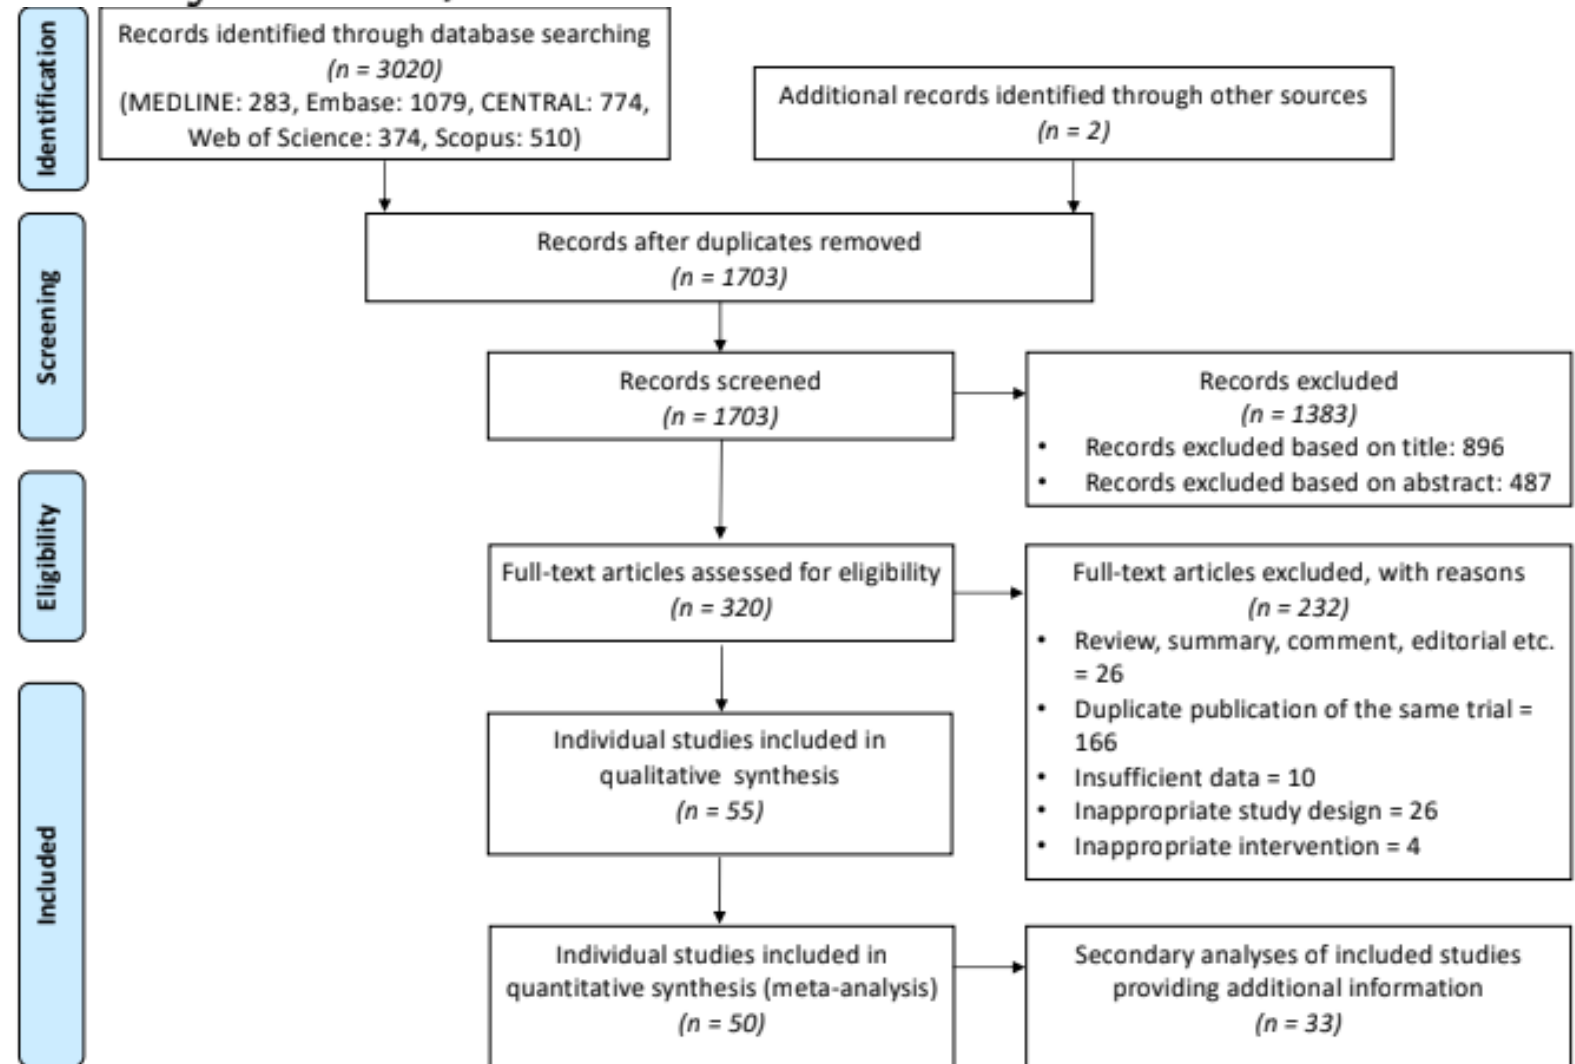 Identification
Records identified through database searching
(n = 3020)
(MEDLINE: 283, Embase: 1079, CENTRAL: 774,
Web of Science: 374, Scopus: 510)
Additional records identified through other sources
(n = 2)
Screening
Records after duplicates removed
(n = 1703)
Records screened
(n = 1703)
Records excluded
(n = 1383)
• Records excluded based on title: 896
• Records excluded based on abstract: 487
Eligibility
Full-text articles assessed for eligibility
(n = 320)
Full-text articles excluded, with reasons
(n = 232)
• Review, summary, comment, editorial etc.
= 26
• Duplicate publication of the same trial =
166
• Insufficient data = 10
• Inappropriate study design = 26
• Inappropriate intervention = 4
Included
Individual studies included in
qualitative synthesis
(n = 55)
Individual studies included in
quantitative synthesis (meta-analysis)
(n = 50)
Secondary analyses of included studies
providing additional information
(n = 33)